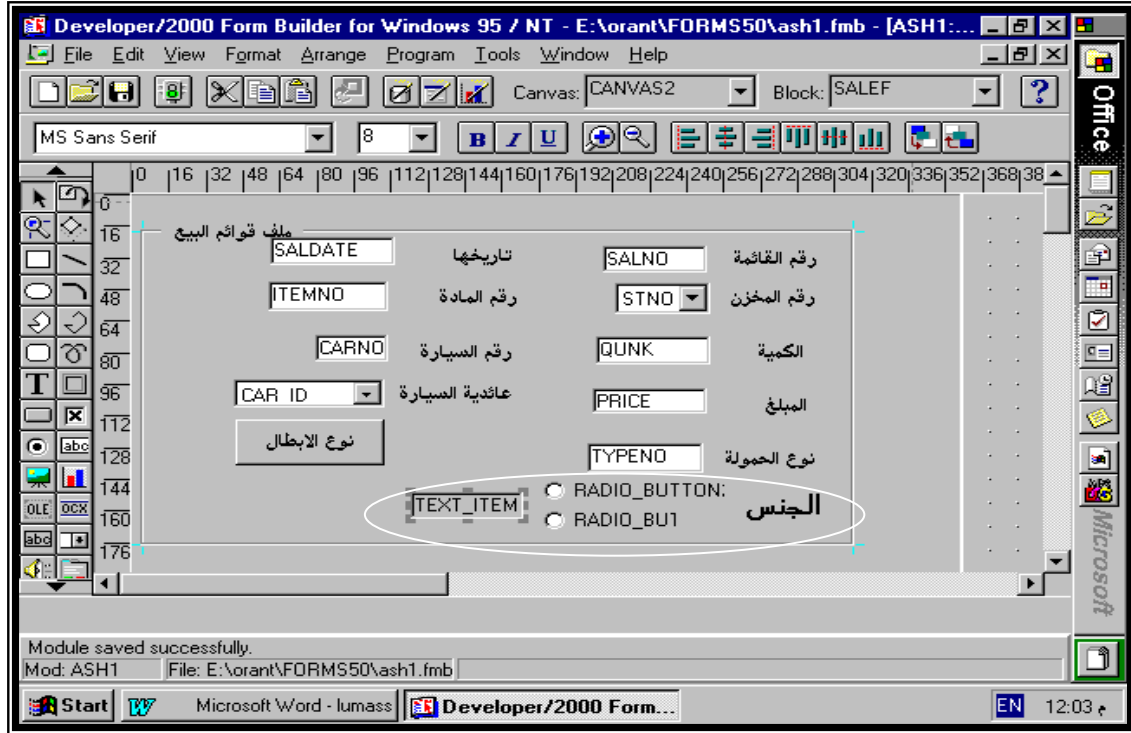 Developer/2000 Form Builder for Windows 95 / NT - E:\orant\FORMS50\ash1.fmb - [ASH1:...
File Edit View Format Arrange Program Tools Window Help
Canvas: CANVAS2 Block: SALEF
MS Sans Serif 8 B I U
Office
0 16 32 48 64 80 96 112 128 144 160 176 192 208 224 240 256 272 288 304 320 336 352 368 38
0
16
32
48
64
80
96
112
128
144
160
176
ملف قوائم البيع
رقم القائمة SALNO تاريخها SALDATE
رقم المخزن STNO رقم المادة ITEMNO
الكمية QUNK رقم السيارة CARNO
المبلغ PRICE عائدية السيارة CAR ID
نوع الابطال
نوع الحمولة TYPENO
الجنس RADIO_BUTTON: TEXT_ITEM
RADIO_BUT
T
abc
OLE OCX
abd
Microsoft
Module saved successfully.
Mod: ASH1 File: E:\orant\FORMS50\ash1.fmb
Start Microsoft Word - lumass Developer/2000 Form... EN 12:03 م